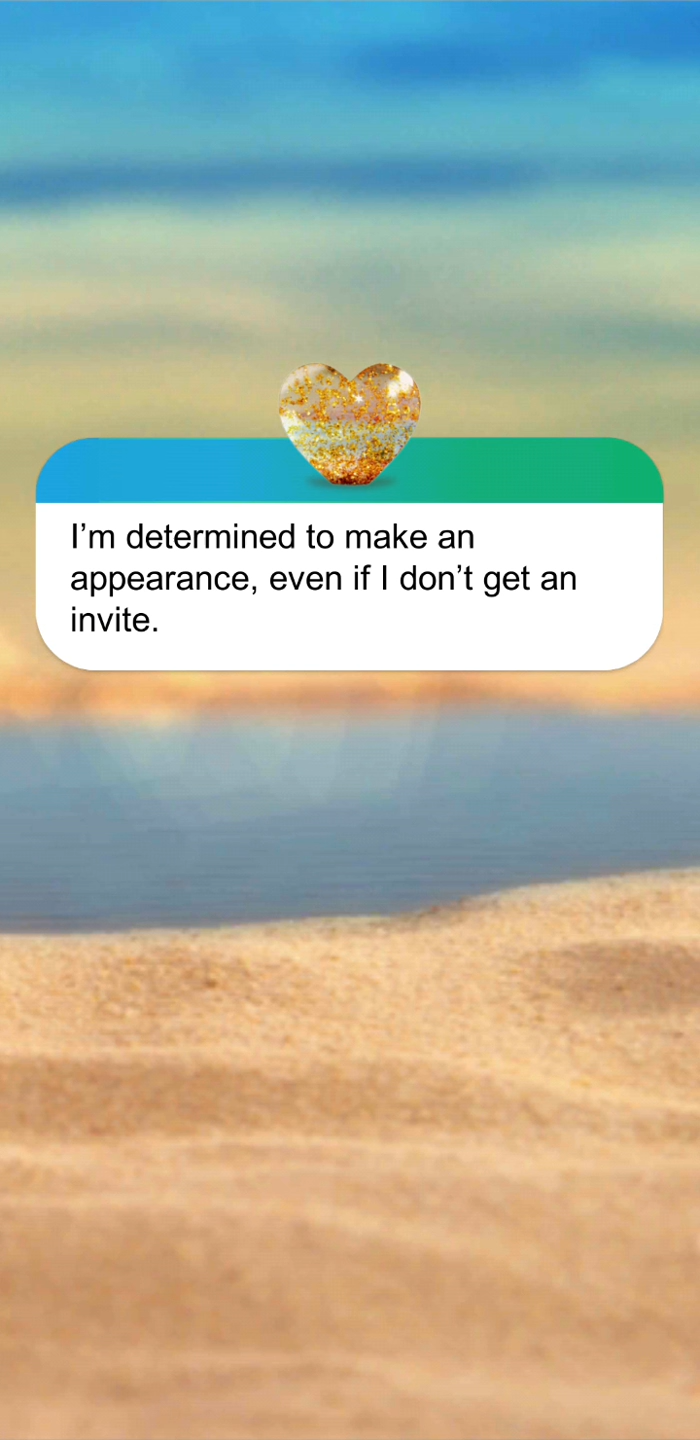 I’m determined to make an
appearance, even if I don’t get an
invite.